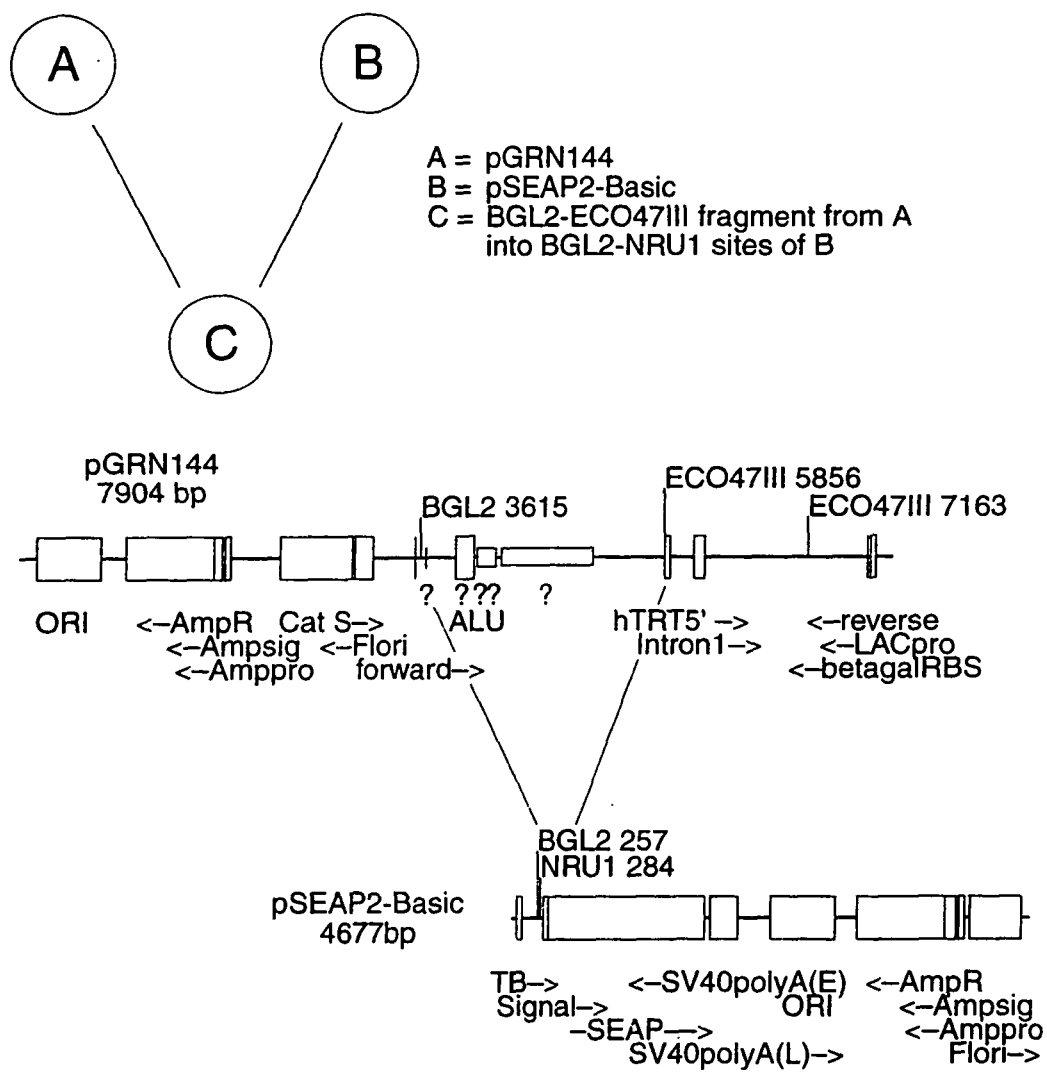 A
B
A = pGRN144
B = pSEAP2-Basic
C = BGL2-ECO47III fragment from A
into BGL2-NRU1 sites of B
C
pGRN144
7904 bp
ECO47III 5856
BGL2 3615
ECO47III 7163
? ? ?? ?
ORI <-AmpR Cat S-> ALU hTRT5' -> <-reverse
<-Ampsig <-Flori Intron1-> <-LACpro
<-Amppro forward-> <-betagalRBS
BGL2 257
NRU1 284
pSEAP2-Basic
4677bp
TB-> <-SV40polyA(E) <-AmpR
Signal-> ORI <-Ampsig
-SEAP-> <-Amppro
SV40polyA(L)-> Flori->